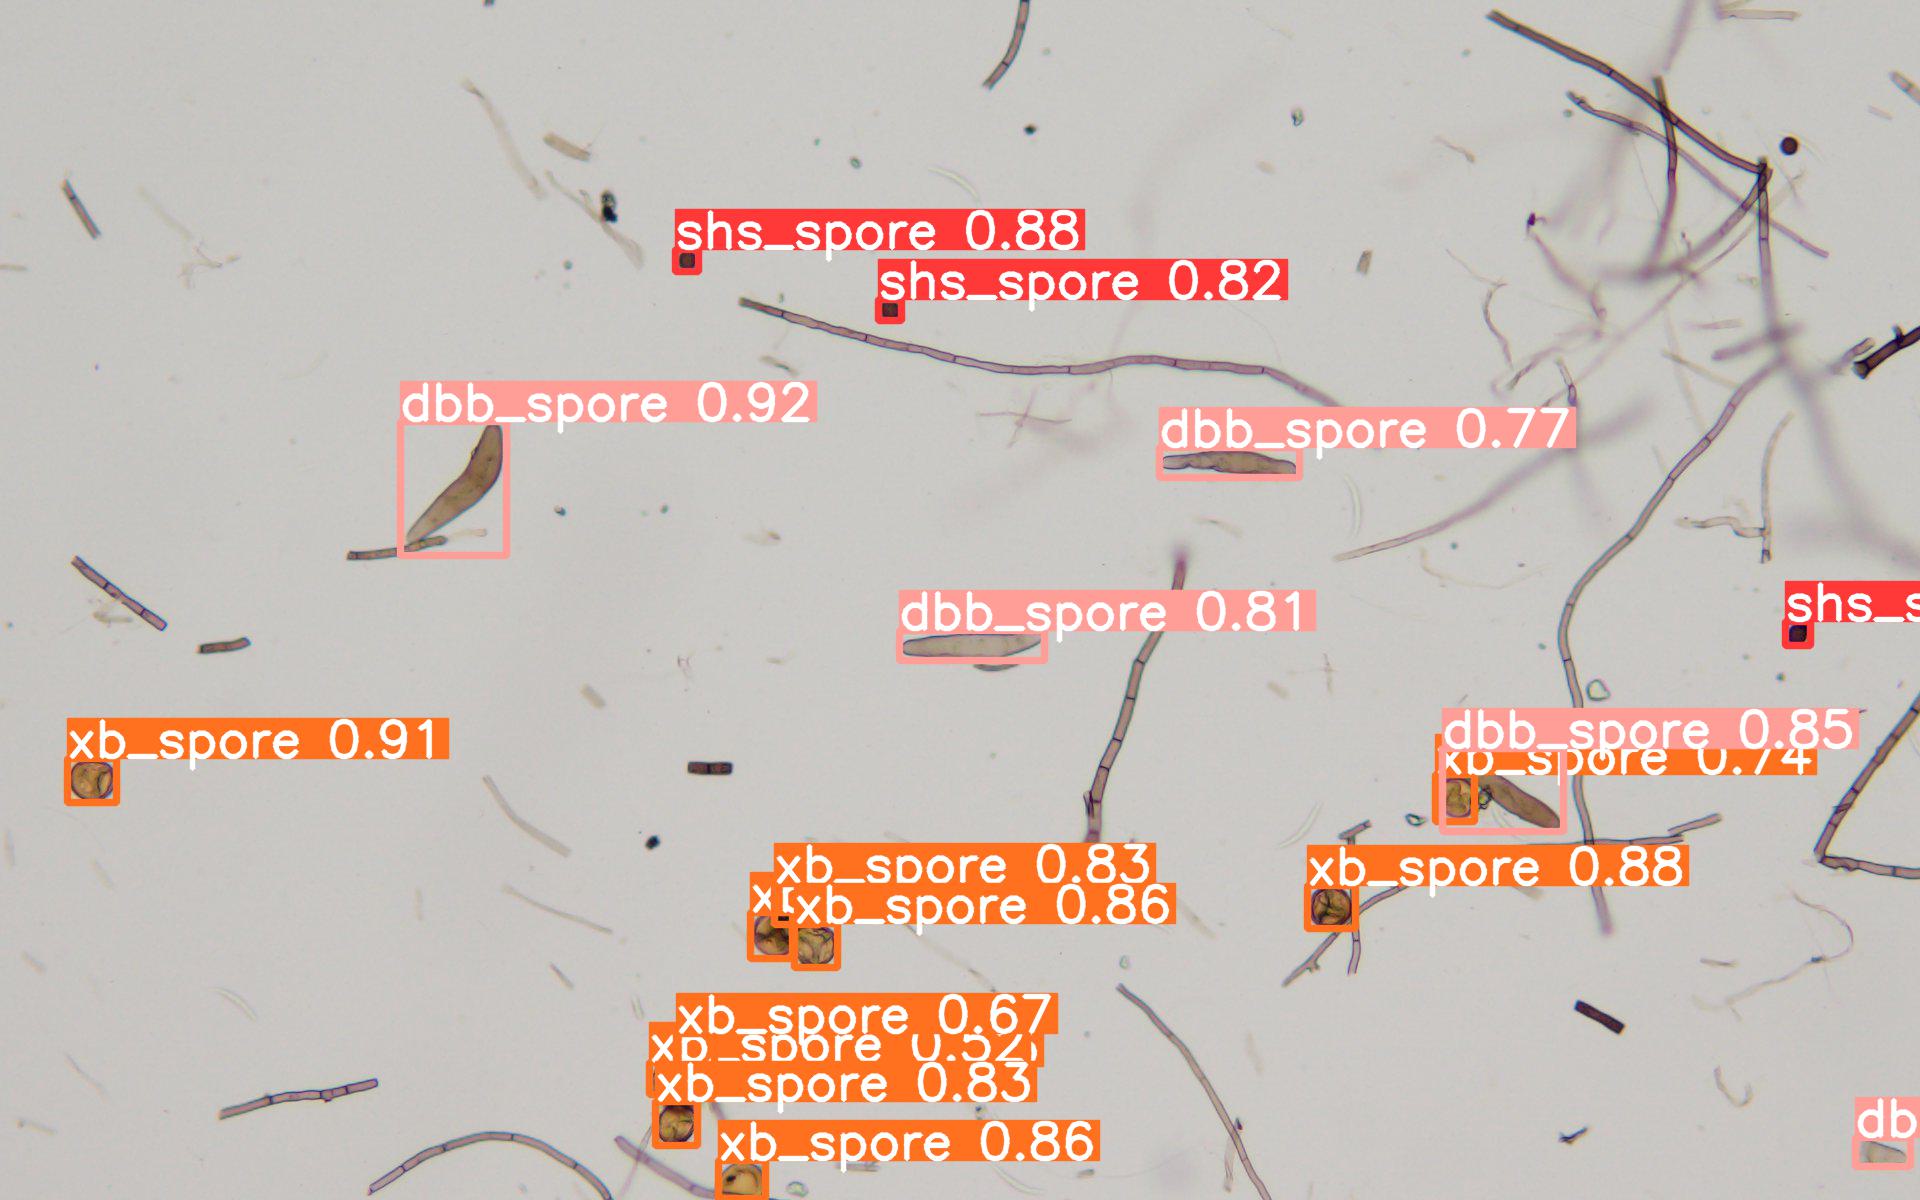 shs_spore 0.88
shs_spore 0.82
dbb_spore 0.92
dbb_spore 0.77
dbb_spore 0.81
shs_s
xb_spore 0.91
dbb_spore 0.85
xb_spore 0.74
xb_spore 0.83
xb_spore 0.88
xb_spore 0.86
xb_spore 0.67
xb_spore 0.52
xb_spore 0.83
db
xb_spore 0.86